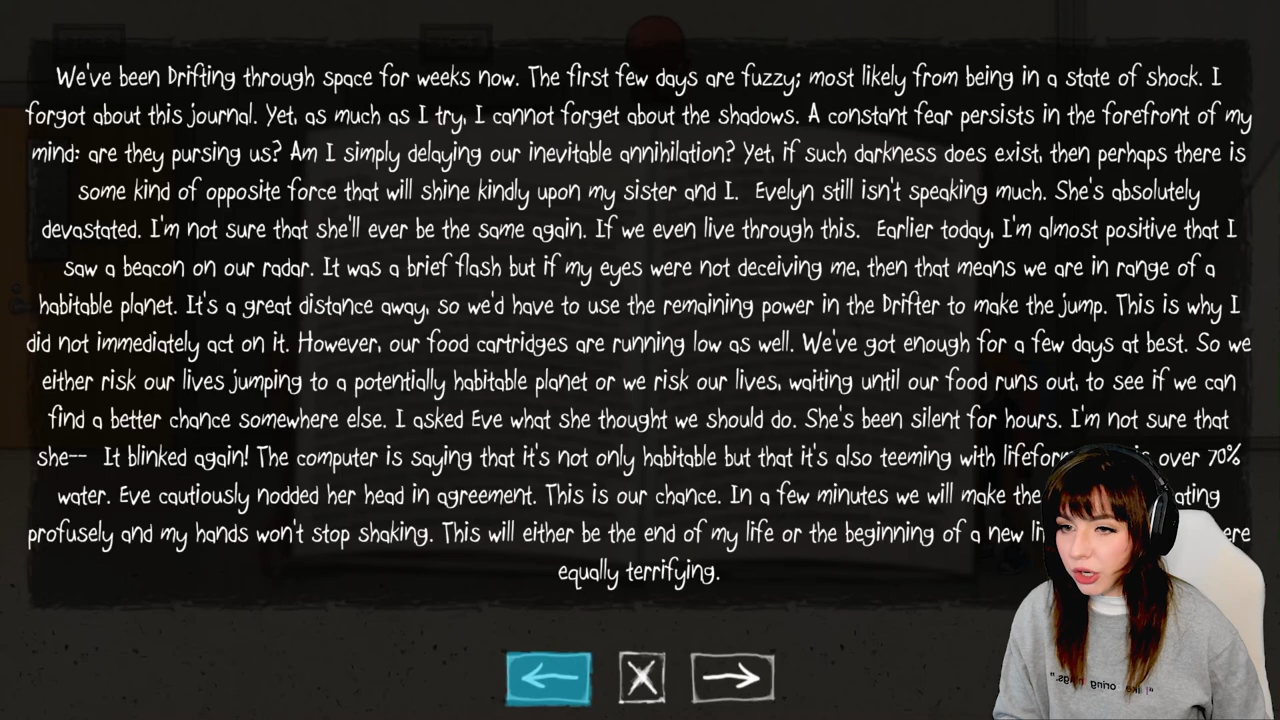 We've been Drifting through space for weeks now. The first few days are fuzzy; most likely from being in a state of shock. I
forgot about this journal. Yet, as much as I try, I cannot forget about the shadows. A constant fear persists in the forefront of my
mind: are they pursing us? Am I simply delaying our inevitable annihilation? Yet, if such darkness does exist, then perhaps there is
some kind of opposite force that will shine kindly upon my sister and I. Evelyn still isn't speaking much. She's absolutely
devastated. I'm not sure that she'll ever be the same again. If we even live through this. Earlier today, I'm almost positive that I
saw a beacon on our radar. It was a brief flash but if my eyes were not deceiving me, then that means we are in range of a
habitable planet. It's a great distance away, so we'd have to use the remaining power in the Drifter to make the jump. This is why I
did not immediately act on it. However, our food cartridges are running low as well. We've got enough for a few days at best. So we
either risk our lives jumping to a potentially habitable planet or we risk our lives, waiting until our food runs out, to see if we can
find a better chance somewhere else. I asked Eve what she thought we should do. She's been silent for hours. I'm not sure that
she-- It blinked again! The computer is saying that it's not only habitable but that it's also teeming with over 70%
water. Eve cautiously nodded her head in agreement. This is our chance. In a few minutes we will make the
profusely and my hands won't stop shaking. This will either be the end of my life or the beginning of a new
equally terrifying.
X